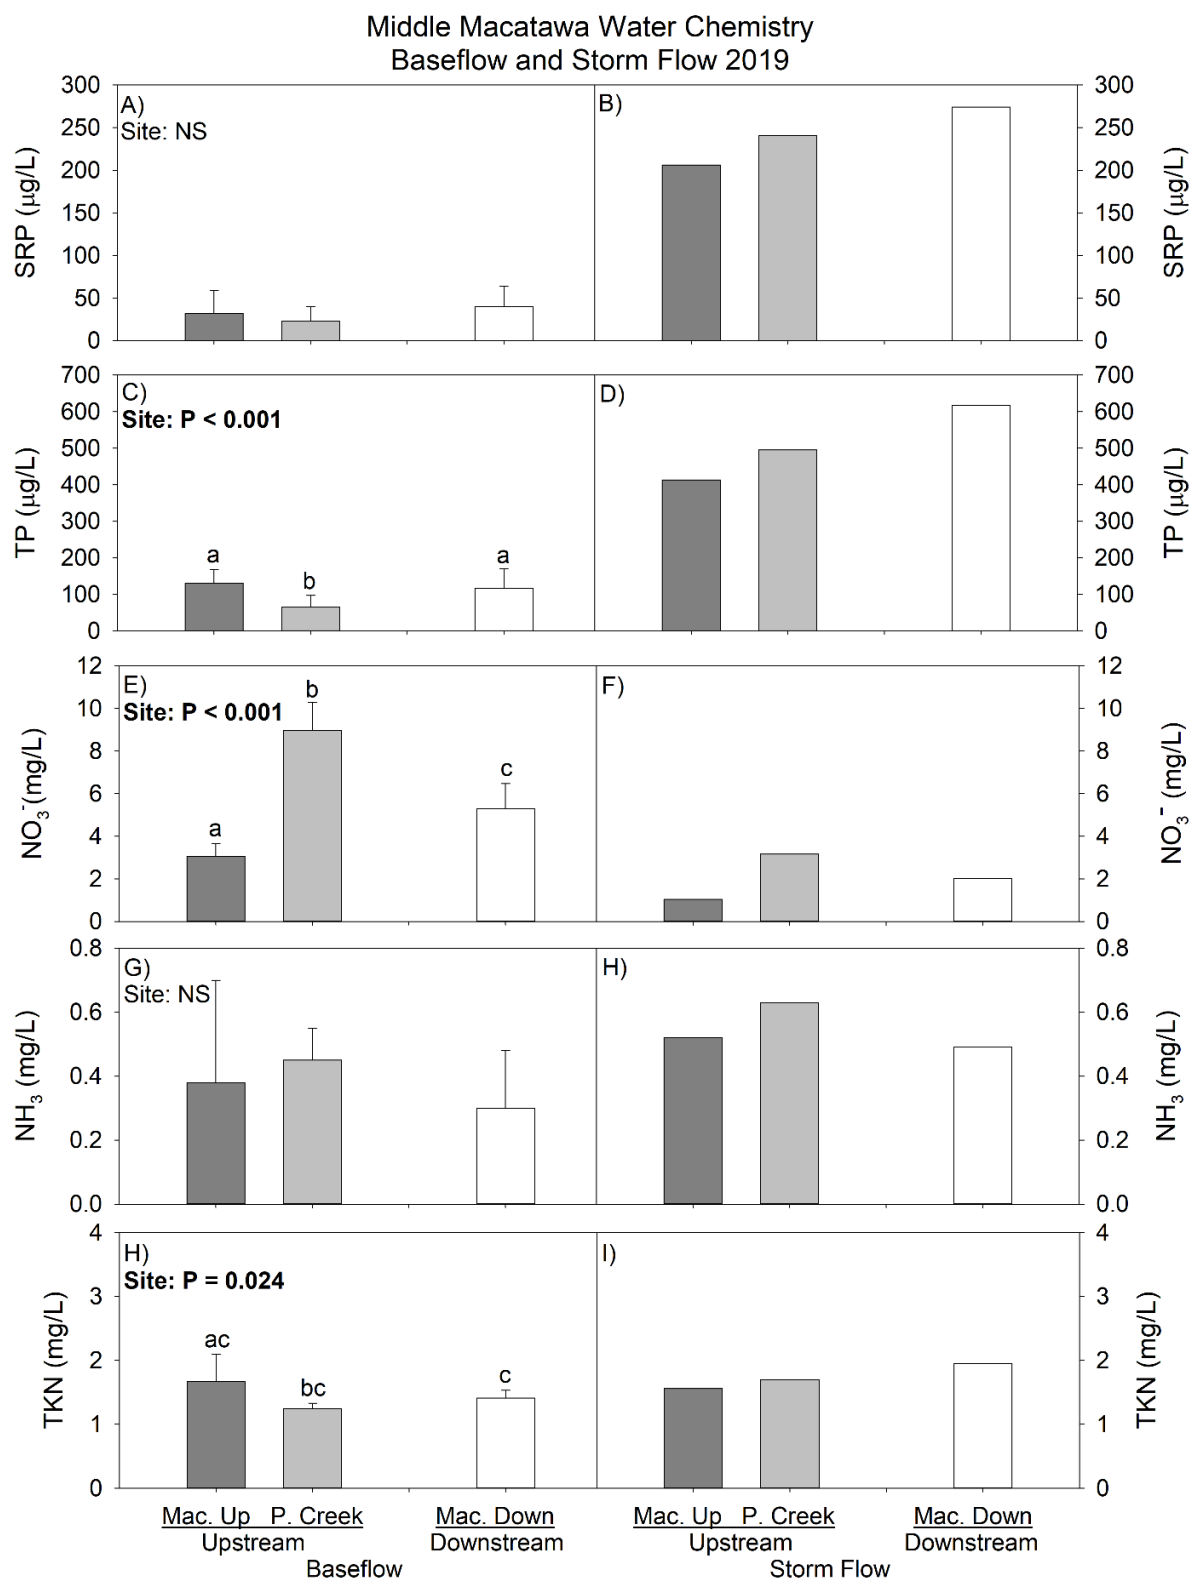 Middle Macatawa Water Chemistry
Baseflow and Storm Flow 2019
SRP (µg/L)
300
250
200
150
100
50
0
A)
Site: NS
B)
300
250
200
150
100
50
0
SRP (µg/L)
TP (µg/L)
700
600
500
400
300
200
100
0
C)
Site: P < 0.001
a
b
a
D)
700
600
500
400
300
200
100
0
TP (µg/L)
NO₃⁻(mg/L)
12
10
8
6
4
2
0
E)
Site: P < 0.001
a
b
c
F)
12
10
8
6
4
2
0
NO₃⁻ (mg/L)
NH₃ (mg/L)
0.8
0.6
0.4
0.2
0.0
G)
Site: NS
H)
0.8
0.6
0.4
0.2
0.0
NH₃ (mg/L)
TKN (mg/L)
4
3
2
1
0
H)
Site: P = 0.024
ac
bc
c
I)
4
3
2
1
0
TKN (mg/L)
Mac. Up P. Creek Mac. Down Mac. Up P. Creek Mac. Down
Upstream Downstream Upstream Downstream
Baseflow Storm Flow